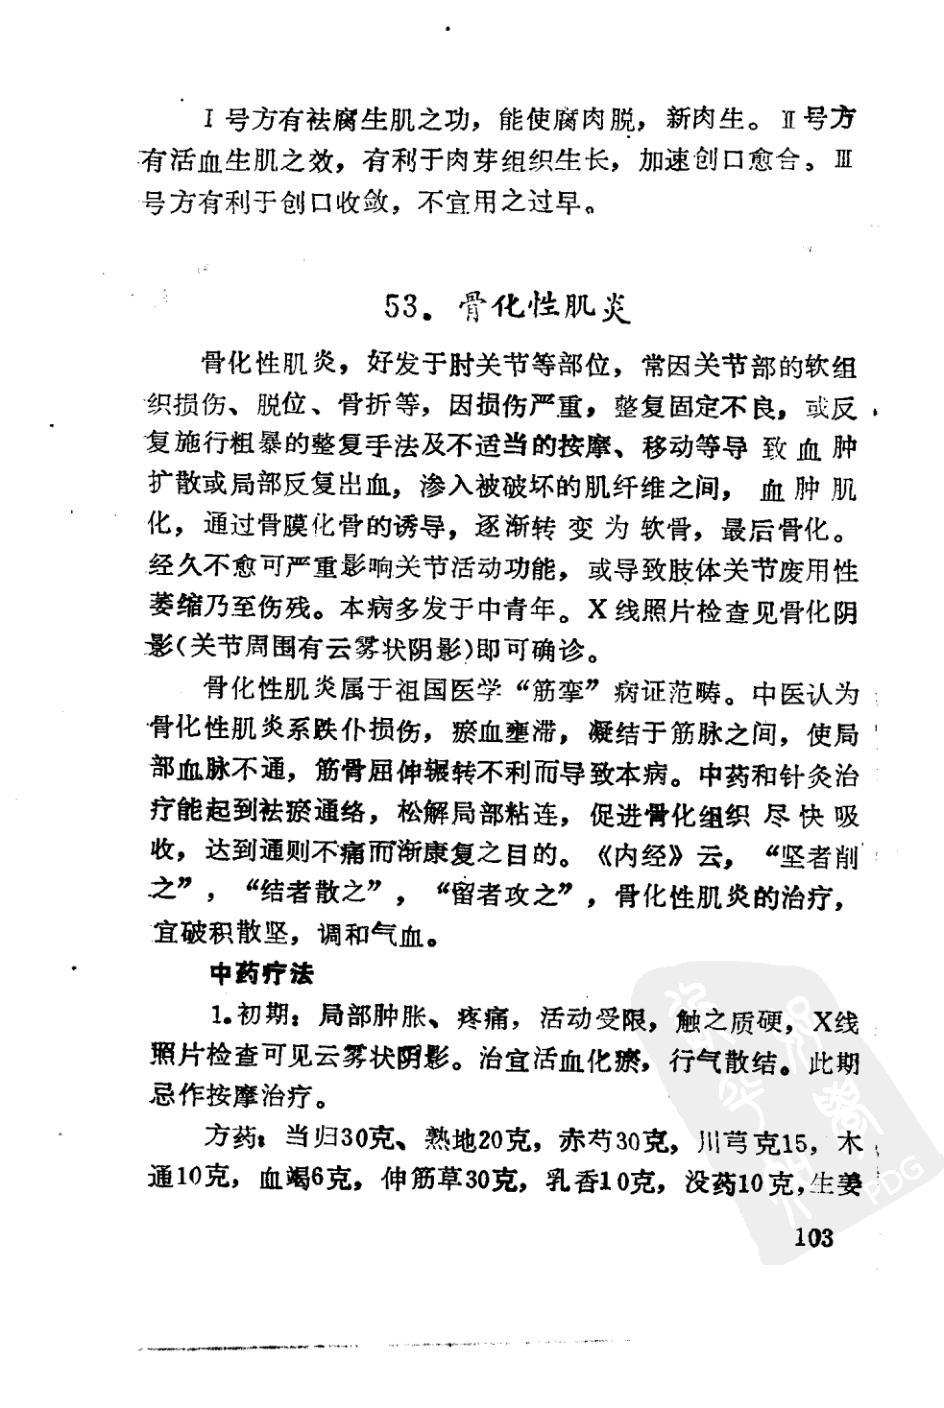 Ⅰ号方有祛腐生肌之功，能使腐肉脱，新肉生。Ⅱ号方
有活血生肌之效，有利于肉芽组织生长，加速创口愈合。Ⅲ
号方有利于创口收敛，不宜用之过早。
53．骨化性肌炎
骨化性肌炎，好发于肘关节等部位，常因关节部的软组
织损伤、脱位、骨折等，因损伤严重，整复固定不良，或反
复施行粗暴的整复手法及不适当的按摩、移动等导致血肿
扩散或局部反复出血，渗入被破坏的肌纤维之间，血肿肌
化，通过骨膜化骨的诱导，逐渐转变为软骨，最后骨化。
经久不愈可严重影响关节活动功能，或导致肢体关节废用性
萎缩乃至伤残。本病多发于中青年。X线照片检查见骨化阴
影（关节周围有云雾状阴影）即可确诊。
骨化性肌炎属于祖国医学“筋挛”病证范畴。中医认为
骨化性肌炎系跌仆损伤，瘀血壅滞，凝结于筋脉之间，使局
部血脉不通，筋骨屈伸辗转不利而导致本病。中药和针灸治
疗能起到祛瘀通络，松解局部粘连，促进骨化组织尽快吸
收，达到通则不痛而渐康复之目的。《内经》云，“坚者削
之”，“结者散之”，“留者攻之”，骨化性肌炎的治疗，
宜破积散坚，调和气血。
中药疗法
1.初期：局部肿胀、疼痛，活动受限，触之质硬，X线
照片检查可见云雾状阴影。治宜活血化瘀，行气散结。此期
忌作按摩治疗。
方药：当归30克、熟地20克，赤芍30克，川芎克15，木
通10克，血竭6克，伸筋草30克，乳香10克，没药10克，生姜
103
PDG